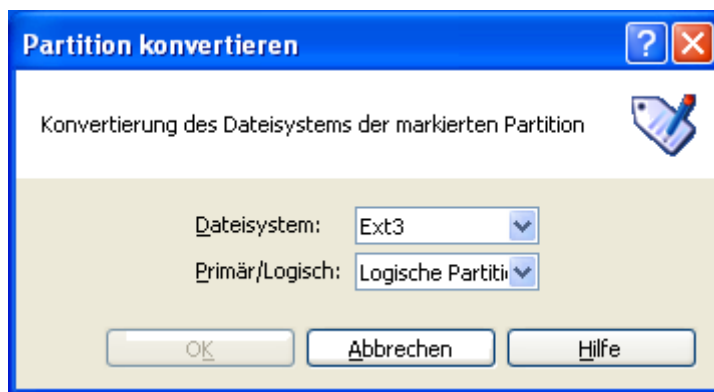 Partition konvertieren
Konvertierung des Dateisystems der markierten Partition
Dateisystem: Ext3
Primär/Logisch: Logische Partiti
OK Abbrechen Hilfe